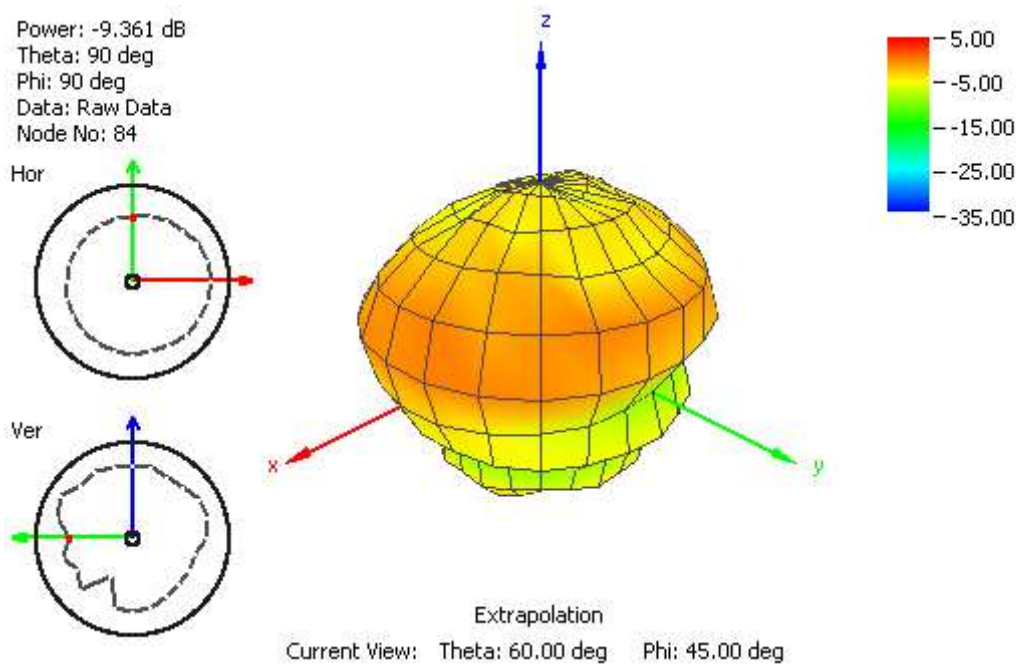 Power: -9.361 dB
Theta: 90 deg
Phi: 90 deg
Data: Raw Data
Node No: 84
Hor
Ver
z
x
y
5.00
-5.00
-15.00
-25.00
-35.00
Extrapolation
Current View: Theta: 60.00 deg Phi: 45.00 deg